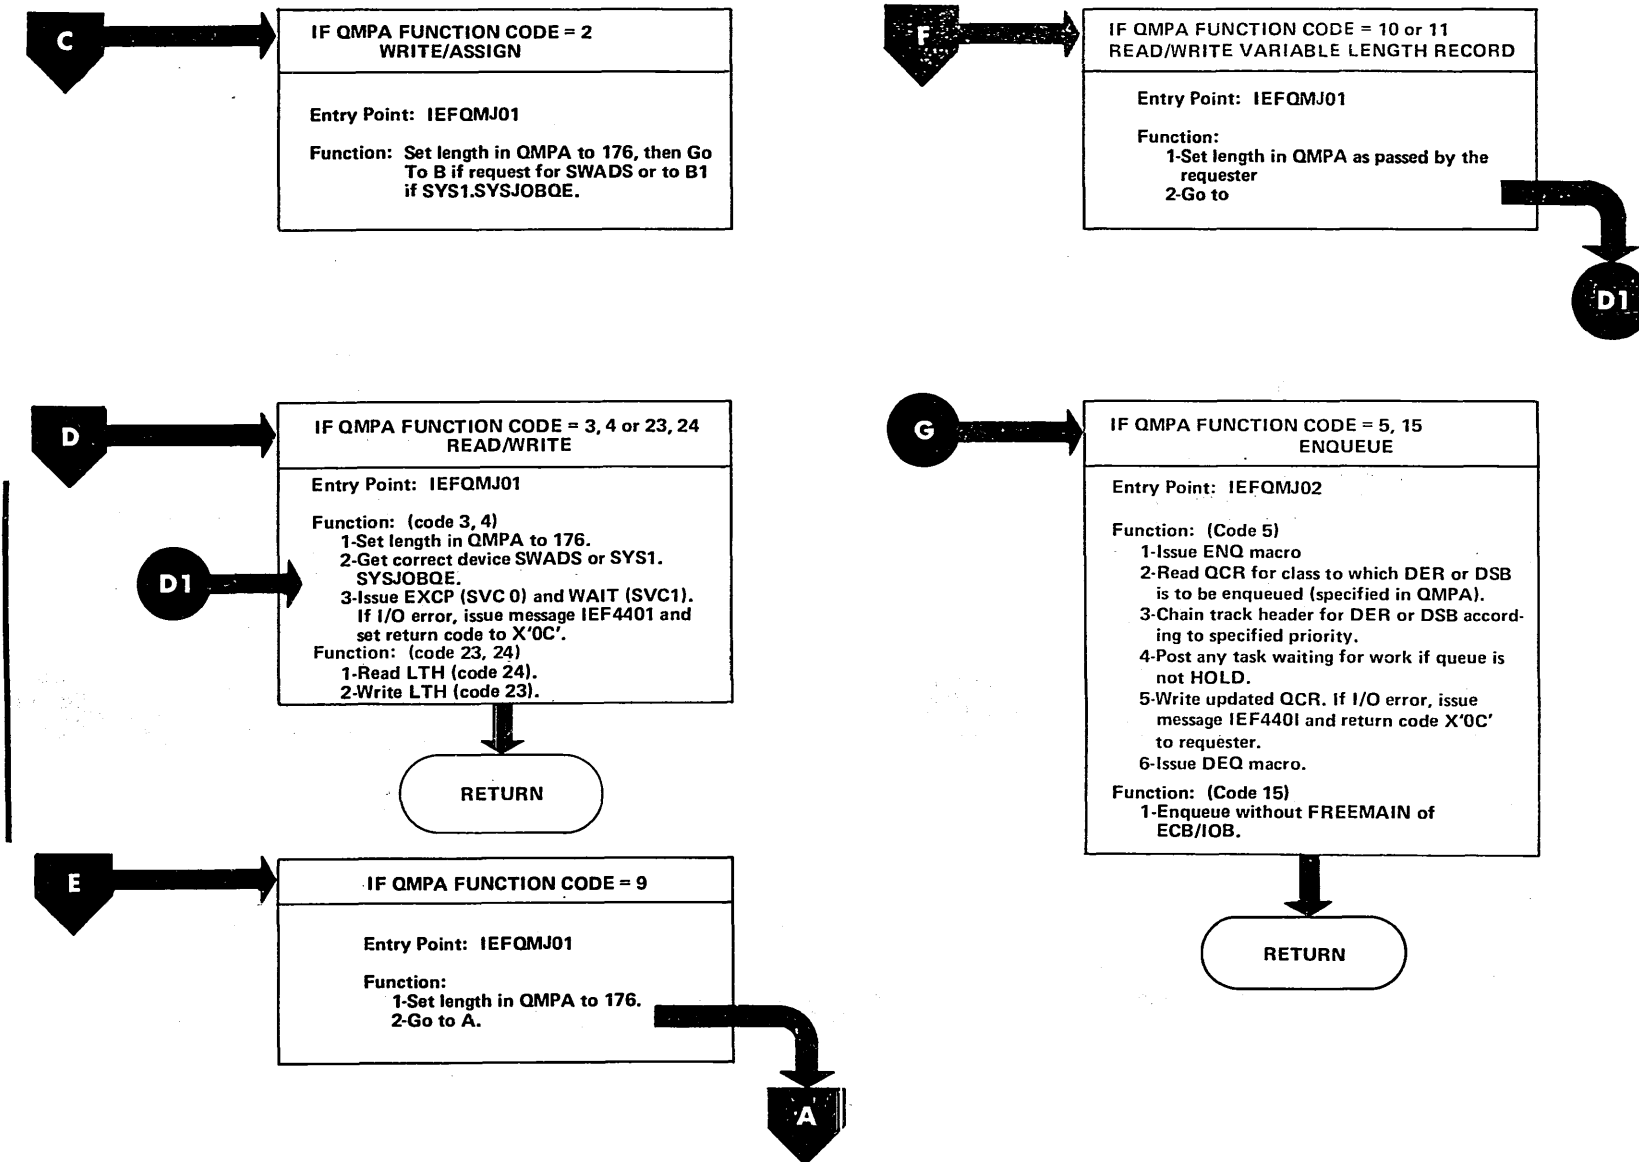 C
IF QMPA FUNCTION CODE = 2
WRITE/ASSIGN
Entry Point: IEFQMJ01
Function: Set length in QMPA to 176, then Go
To B if request for SWADS or to B1
if SYS1.SYSJOBQE.
D
IF QMPA FUNCTION CODE = 3, 4 or 23, 24
READ/WRITE
Entry Point: IEFQMJ01
D1
Function: (code 3, 4)
1-Set length in QMPA to 176.
2-Get correct device SWADS or SYS1.
SYSJOBQE.
3-Issue EXCP (SVC 0) and WAIT (SVC1).
If I/O error, issue message IEF440I and
set return code to X'0C'.
Function: (code 23, 24)
1-Read LTH (code 24).
2-Write LTH (code 23).
RETURN
E
IF QMPA FUNCTION CODE = 9
Entry Point: IEFQMJ01
Function:
1-Set length in QMPA to 176.
2-Go to A.
A
F
IF QMPA FUNCTION CODE = 10 or 11
READ/WRITE VARIABLE LENGTH RECORD
Entry Point: IEFQMJ01
Function:
1-Set length in QMPA as passed by the
requester
2-Go to
D1
G
IF QMPA FUNCTION CODE = 5, 15
ENQUEUE
Entry Point: IEFQMJ02
Function: (Code 5)
1-Issue ENQ macro
2-Read QCR for class to which DER or DSB
is to be enqueued (specified in QMPA).
3-Chain track header for DER or DSB accord-
ing to specified priority.
4-Post any task waiting for work if queue is
not HOLD.
5-Write updated QCR. If I/O error, issue
message IEF440I and return code X'0C'
to requester.
6-Issue DEQ macro.
Function: (Code 15)
1-Enqueue without FREEMAIN of
ECB/IOB.
RETURN